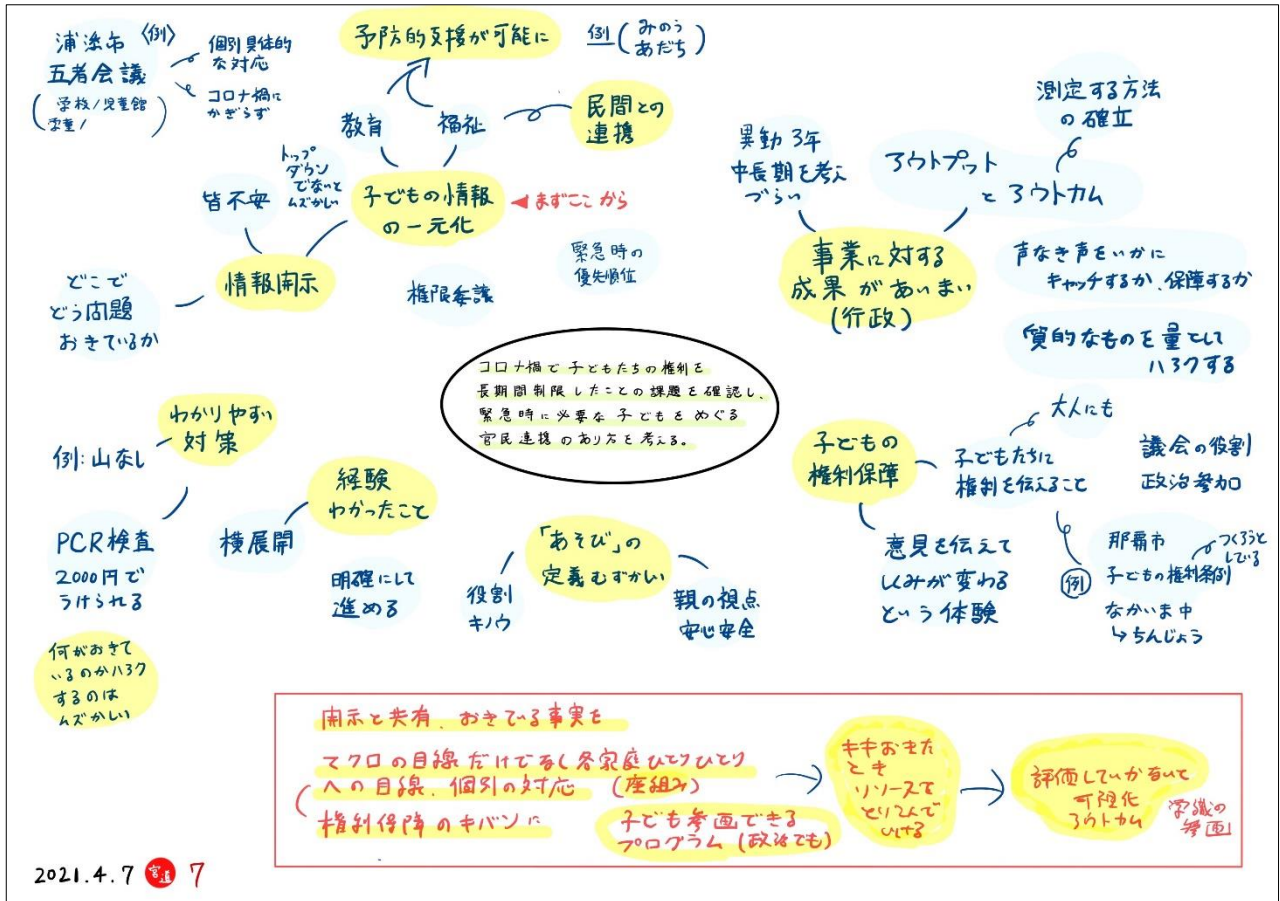 浦添市 〈例〉
五者会議
(学校/児童館
学童/)
個別具体的
な対応
コロナ禍に
かぎらず
予防的支援が可能に
例(みのう
あだち)
教育
福祉
民間との
連携
トップ
ダウン
でないと
ムズかしい
子どもの情報
の一元化
◀まずここから
皆不安
情報開示
どこで
どう問題
おきているか
権限委議
緊急時の
優先順位
測定する方法
の確立
異動 3年
中長期を考え
づらい
アウトプット
と アウトカム
事業に対する
成果があいまい
(行政)
声なき声をいかに
キャッチするか、保障するか
質的なものを量として
ハアクする
コロナ禍で子どもたちの権利を
長期間制限したことの課題を確認し、
緊急時に必要な子どもをめぐる
官民連携のあり方を考える。
わかりやすい
対策
例:山なし
PCR検査
2000円で
うけられる
経験
わかったこと
横展開
明確にして
進める
「あそび」の
定義むずかしい
役割
キノウ
親の視点
安心安全
子どもの
権利保障
子どもたちに
権利を伝えること
大人にも
議会の役割
政治参加
意見を伝えて
しくみが変わる
という体験
例
那覇市
子どもの権利条例
つくろうと
している
なかいま中
↳ちんじょう
何がおきて
いるのかハアク
するのは
ムズかしい
開示と共有、おきている事実を
マクロの目線だけでなし各家庭ひとりひとり
への目線、個別の対応 (座組み)
権利保障のキバンに
子ども参画できる
プログラム(政治でも)
キキおきた
とき
リソースを
とりこんで
いける
評価していかないで
可視化
アウトカム
学識の
参画
2021.4.7 7